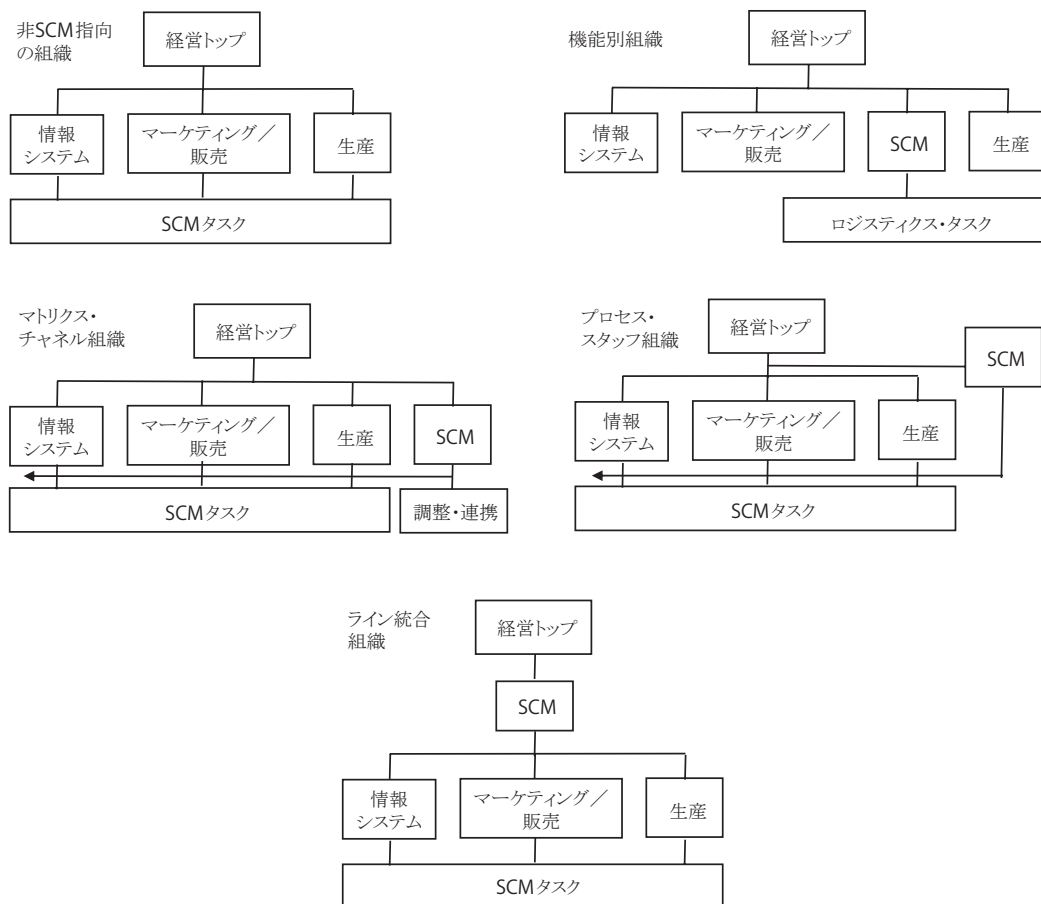 非SCM指向
の組織
経営トップ
情報
システム
マーケティング／
販売
生産
SCMタスク
機能別組織
経営トップ
情報
システム
マーケティング／
販売
SCM
生産
ロジスティクス・タスク
マトリクス・
チャネル組織
経営トップ
情報
システム
マーケティング／
販売
生産
SCM
SCMタスク
調整・連携
プロセス・
スタッフ組織
経営トップ
SCM
情報
システム
マーケティング／
販売
生産
SCMタスク
ライン統合
組織
経営トップ
SCM
情報
システム
マーケティング／
販売
生産
SCMタスク